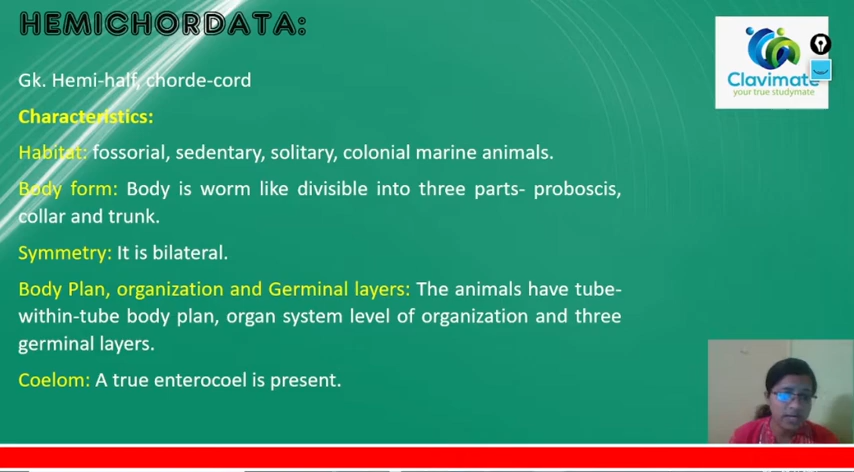 HEMICHORDATA:
Gk. Hemi-half, chorde-cord
Characteristics:
Habitat: fossorial, sedentary, solitary, colonial marine animals.
Body form: Body is worm like divisible into three parts- proboscis,
collar and trunk.
Symmetry: It is bilateral.
Body Plan, organization and Germinal layers: The animals have tube-
within-tube body plan, organ system level of organization and three
germinal layers.
Coelom: A true enterocoel is present.
Clavimate
your true studymate